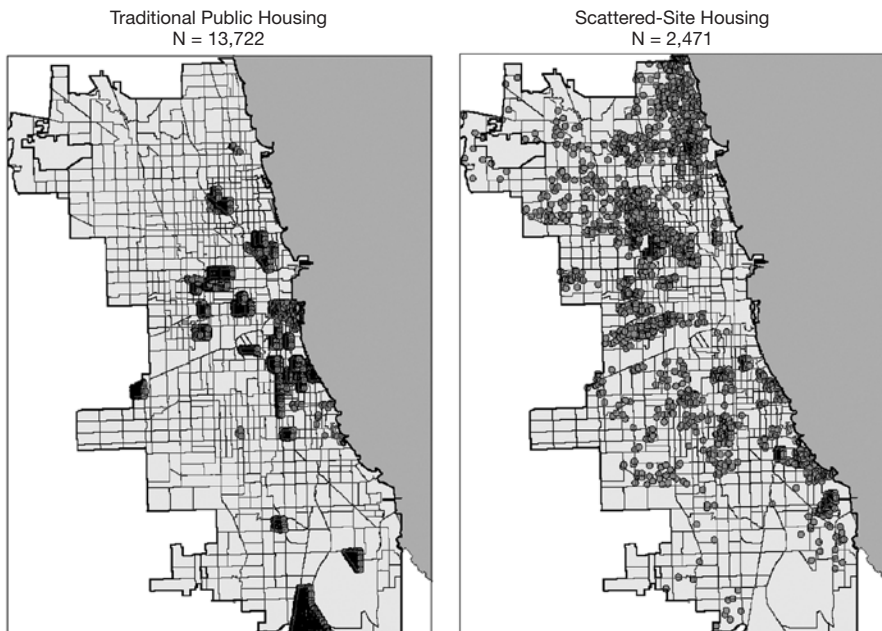 Traditional Public Housing
N = 13,722
Scattered-Site Housing
N = 2,471